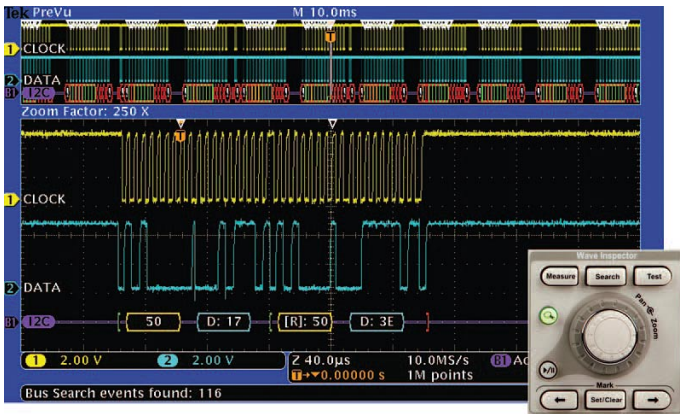 Tek PreVu M 10.0ms
T
1 CLOCK
2 DATA
B1 I2C
Zoom Factor: 250 X
T
1 CLOCK
2 DATA
B1 I2C 50 D: 17 [R]: 50 D: 3E
1 2.00 V 2 2.00 V Z 40.0µs 10.0MS/s B1
T→▼0.00000 s 1M points
Bus Search events found: 116
Wave Inspector
Measure Search Test
Pan Zoom
Mark
← Set/Clear →